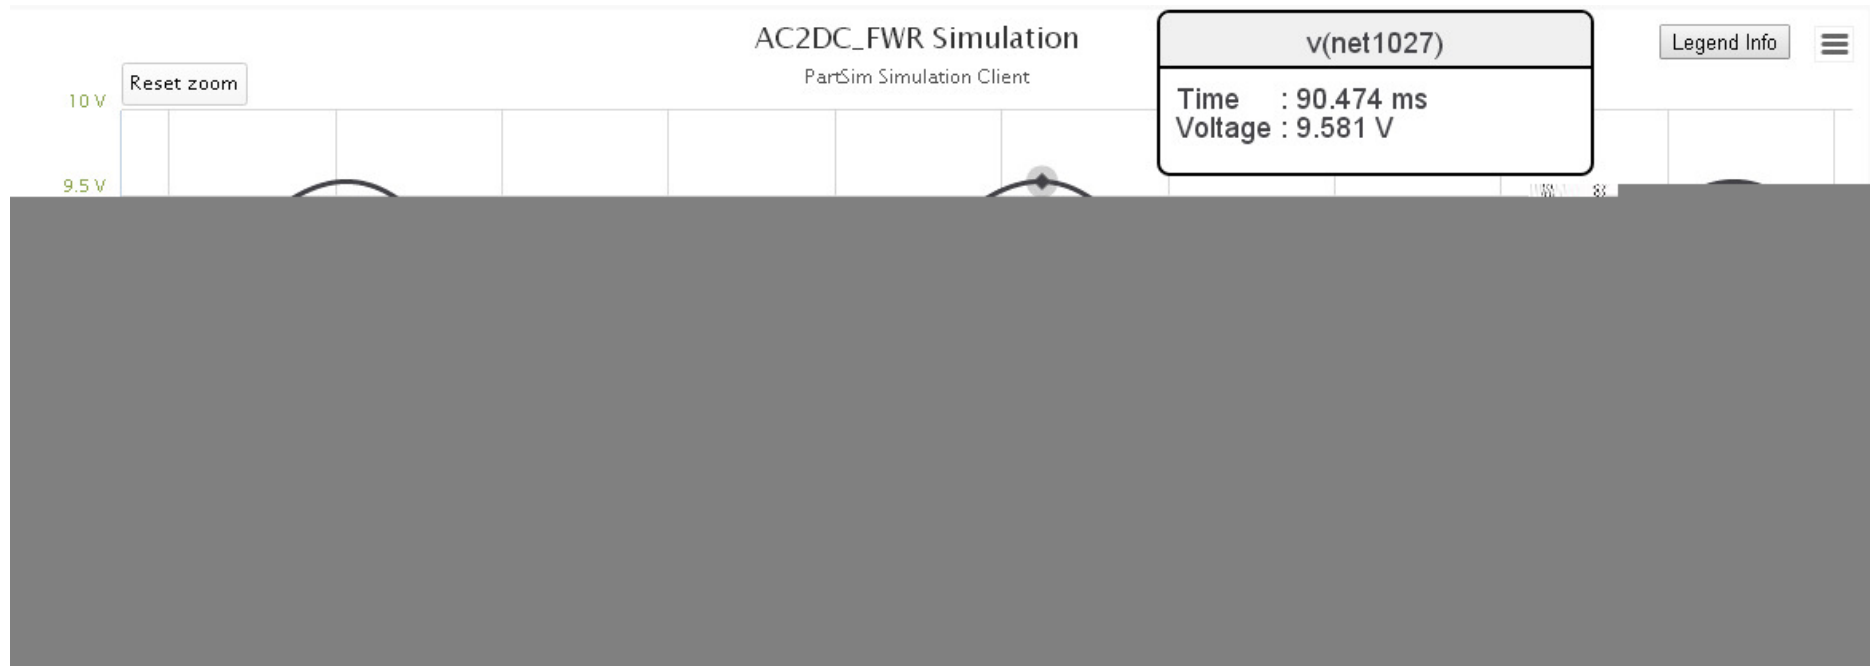 AC2DC_FWR Simulation
PartSim Simulation Client
v(net1027)
Time : 90.474 ms
Voltage : 9.581 V
Legend Info
Reset zoom
10 V
9.5 V